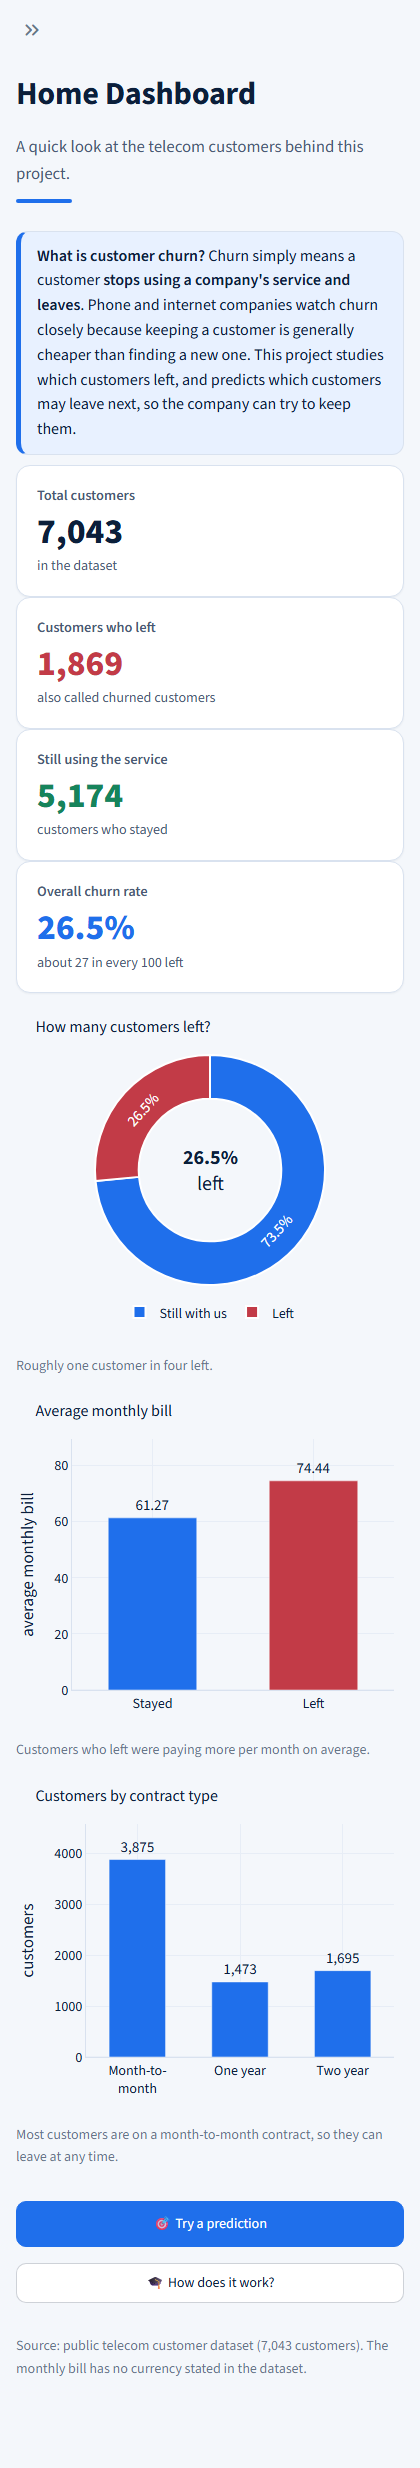 Home Dashboard
A quick look at the telecom customers behind this
project.
What is customer churn? Churn simply means a
customer stops using a company's service and
leaves. Phone and internet companies watch churn
closely because keeping a customer is generally
cheaper than finding a new one. This project studies
which customers left, and predicts which customers
may leave next, so the company can try to keep
them.
Total customers
7,043
in the dataset
Customers who left
1,869
also called churned customers
Still using the service
5,174
customers who stayed
Overall churn rate
26.5%
about 27 in every 100 left
How many customers left?
26.5%
26.5%
left
73.5%
Still with us
Left
Roughly one customer in four left.
Average monthly bill
average monthly bill
80
60
40
20
0
61.27
74.44
Stayed
Left
Customers who left were paying more per month on average.
Customers by contract type
customers
4000
3000
2000
1000
0
3,875
1,473
1,695
Month-to-
month
One year
Two year
Most customers are on a month-to-month contract, so they can
leave at any time.
Try a prediction
How does it work?
Source: public telecom customer dataset (7,043 customers). The
monthly bill has no currency stated in the dataset.